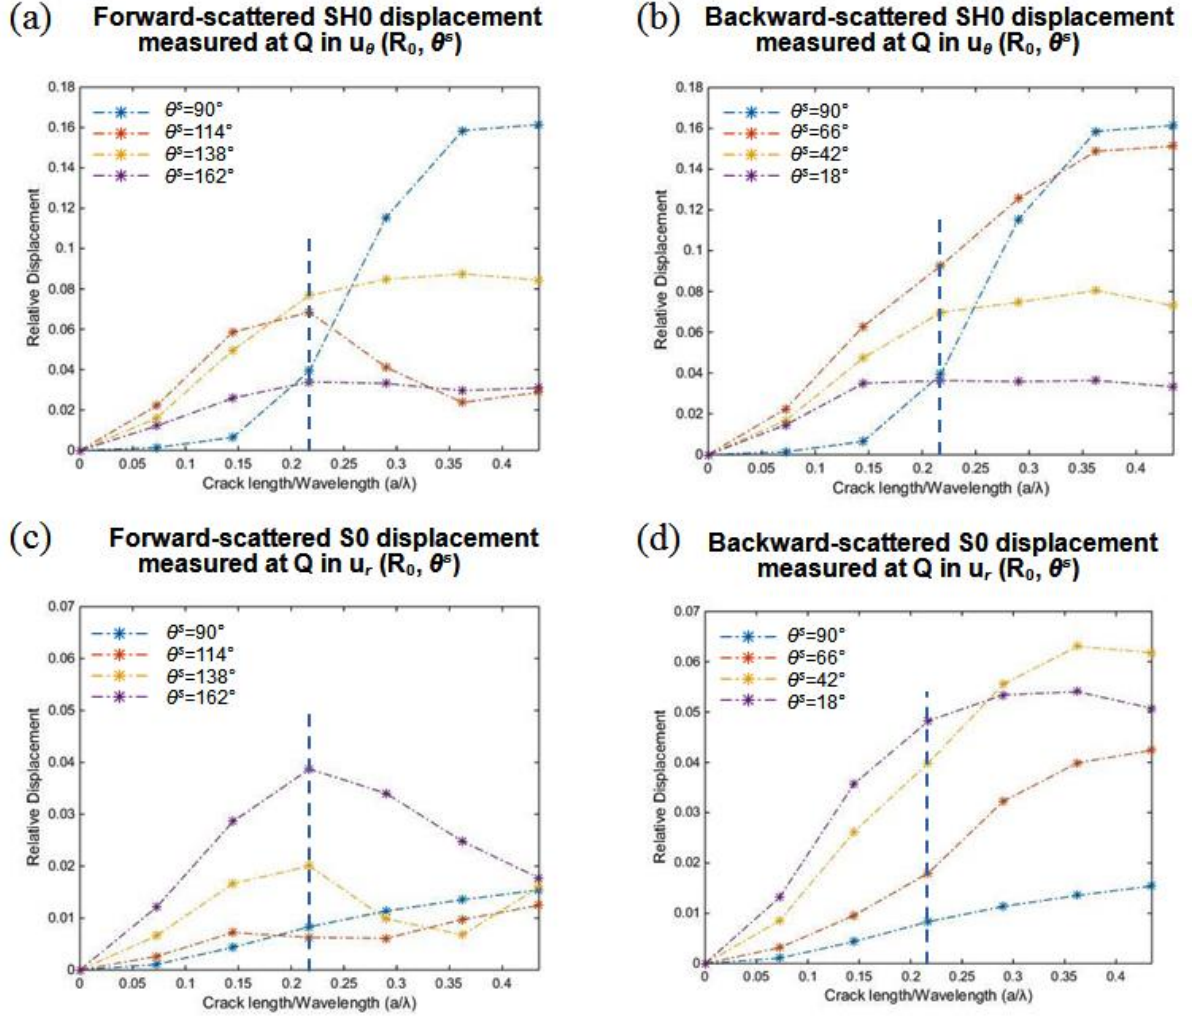 (a)
Forward-scattered SH0 displacement
measured at Q in uθ (R0, θˢ)
0.18
0.16
0.14
0.12
0.1
0.08
0.06
0.04
0.02
0
Relative Displacement
θˢ=90°
θˢ=114°
θˢ=138°
θˢ=162°
0 0.05 0.1 0.15 0.2 0.25 0.3 0.35 0.4
Crack length/Wavelength (a/λ)
(b)
Backward-scattered SH0 displacement
measured at Q in uθ (R0, θˢ)
0.18
0.16
0.14
0.12
0.1
0.08
0.06
0.04
0.02
0
Relative Displacement
θˢ=90°
θˢ=66°
θˢ=42°
θˢ=18°
0 0.05 0.1 0.15 0.2 0.25 0.3 0.35 0.4
Crack length/Wavelength (a/λ)
(c)
Forward-scattered S0 displacement
measured at Q in ur (R0, θˢ)
0.07
0.06
0.05
0.04
0.03
0.02
0.01
0
Relative Displacement
θˢ=90°
θˢ=114°
θˢ=138°
θˢ=162°
0 0.05 0.1 0.15 0.2 0.25 0.3 0.35 0.4
Crack length/Wavelength (a/λ)
(d)
Backward-scattered S0 displacement
measured at Q in ur (R0, θˢ)
0.07
0.06
0.05
0.04
0.03
0.02
0.01
0
Relative Displacement
θˢ=90°
θˢ=66°
θˢ=42°
θˢ=18°
0 0.05 0.1 0.15 0.2 0.25 0.3 0.35 0.4
Crack length/Wavelength (a/λ)